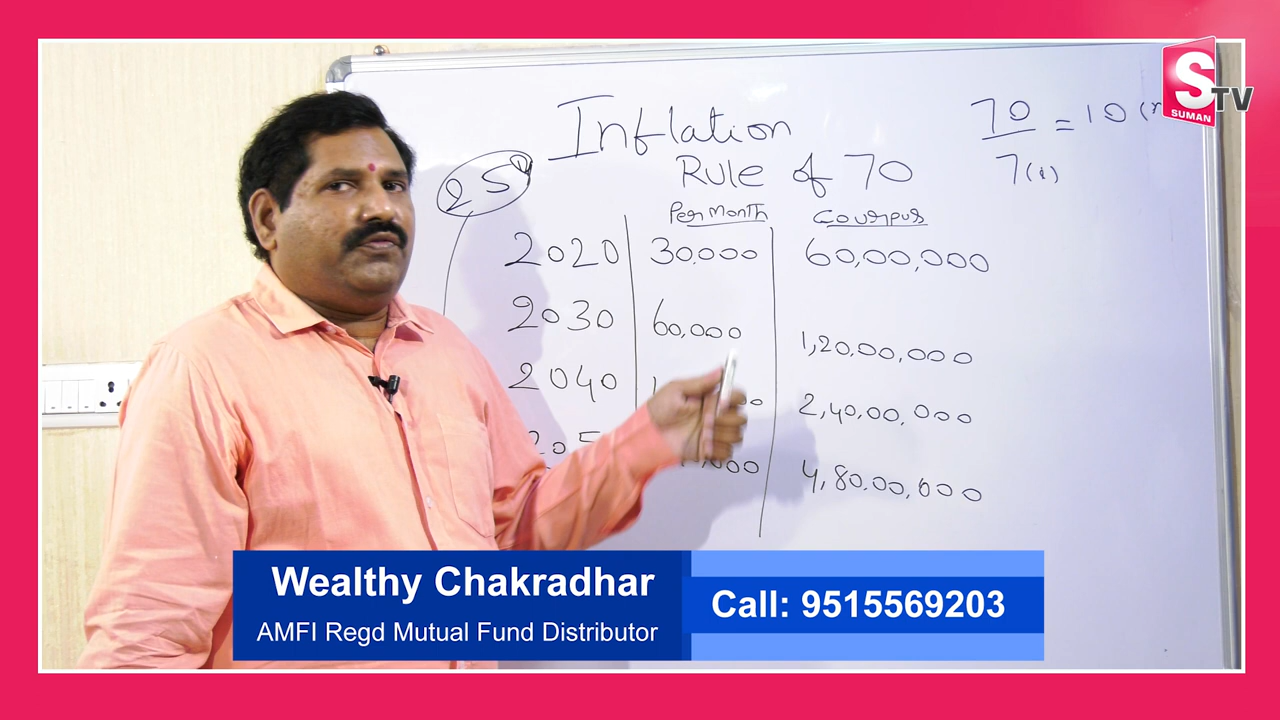 S TV
SUMAN
Inflation
Rule of 70
70 = 10
7 (i)
25
Per Month Courpus
2020 30,000 60,00,000
2030 60,000 1,20,00,000
2040 2,40,00,000
4,80,00,000
Wealthy Chakradhar
AMFI Regd Mutual Fund Distributor
Call: 9515569203